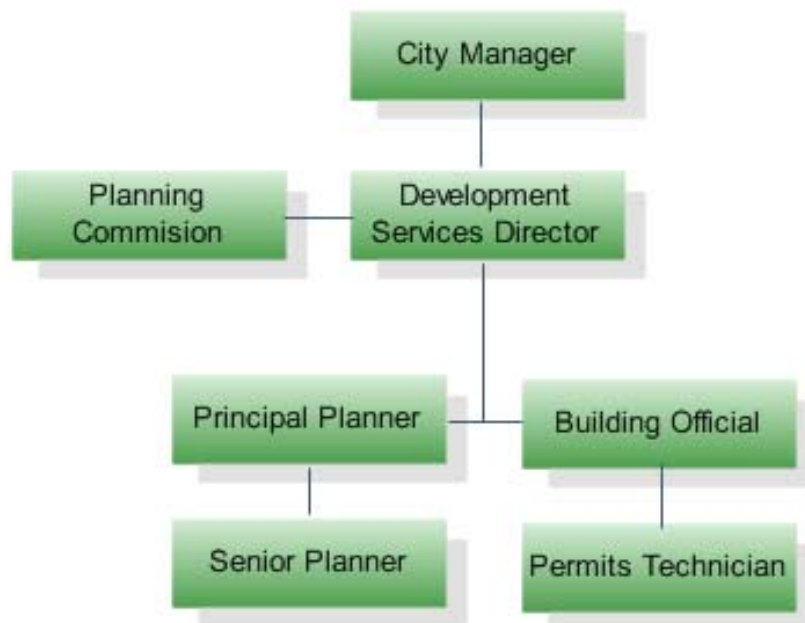 City Manager
Planning
Commision
Development
Services Director
Principal Planner
Building Official
Senior Planner
Permits Technician